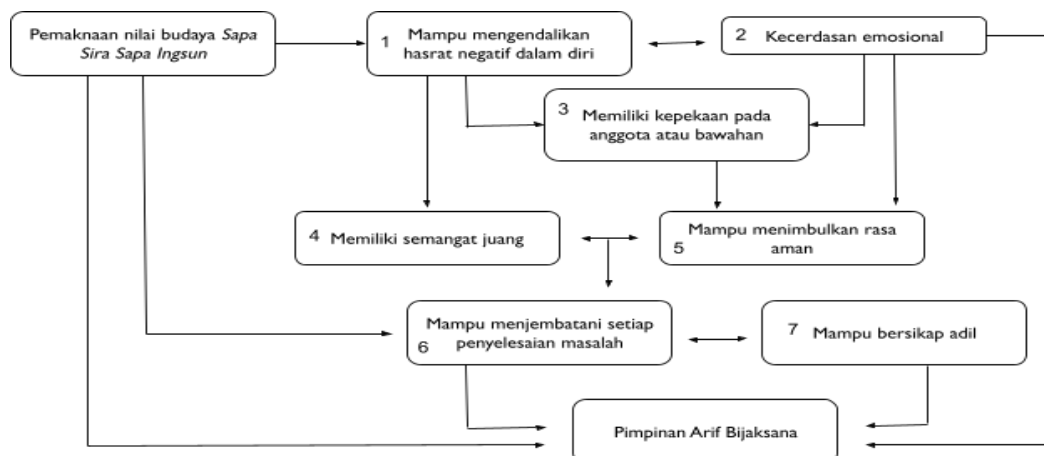 Pemaknaan nilai budaya Sapa
Sira Sapa Ingsun
1 Mampu mengendalikan
hasrat negatif dalam diri
2 Kecerdasan emosional
3 Memiliki kepekaan pada
anggota atau bawahan
4 Memiliki semangat juang
Mampu menimbulkan rasa
5 aman
Mampu menjembatani setiap
6 penyelesaian masalah
7 Mampu bersikap adil
Pimpinan Arif Bijaksana